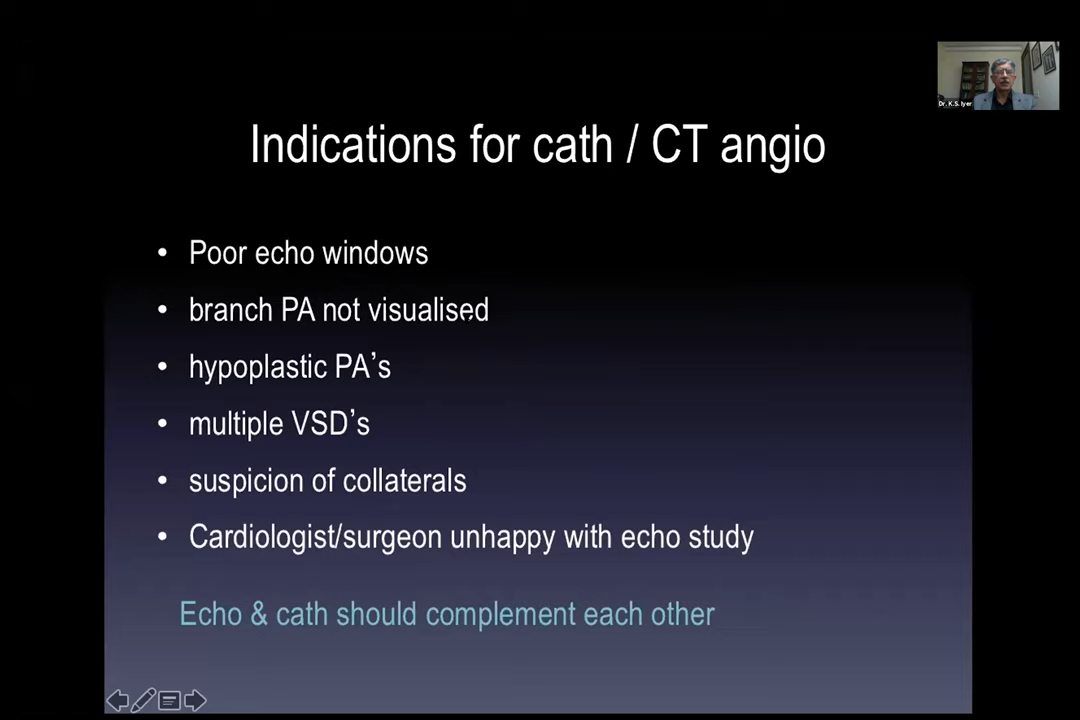 Dr. K.S. Iyer
Indications for cath / CT angio
• Poor echo windows
• branch PA not visualised
• hypoplastic PA’s
• multiple VSD’s
• suspicion of collaterals
• Cardiologist/surgeon unhappy with echo study
Echo & cath should complement each other